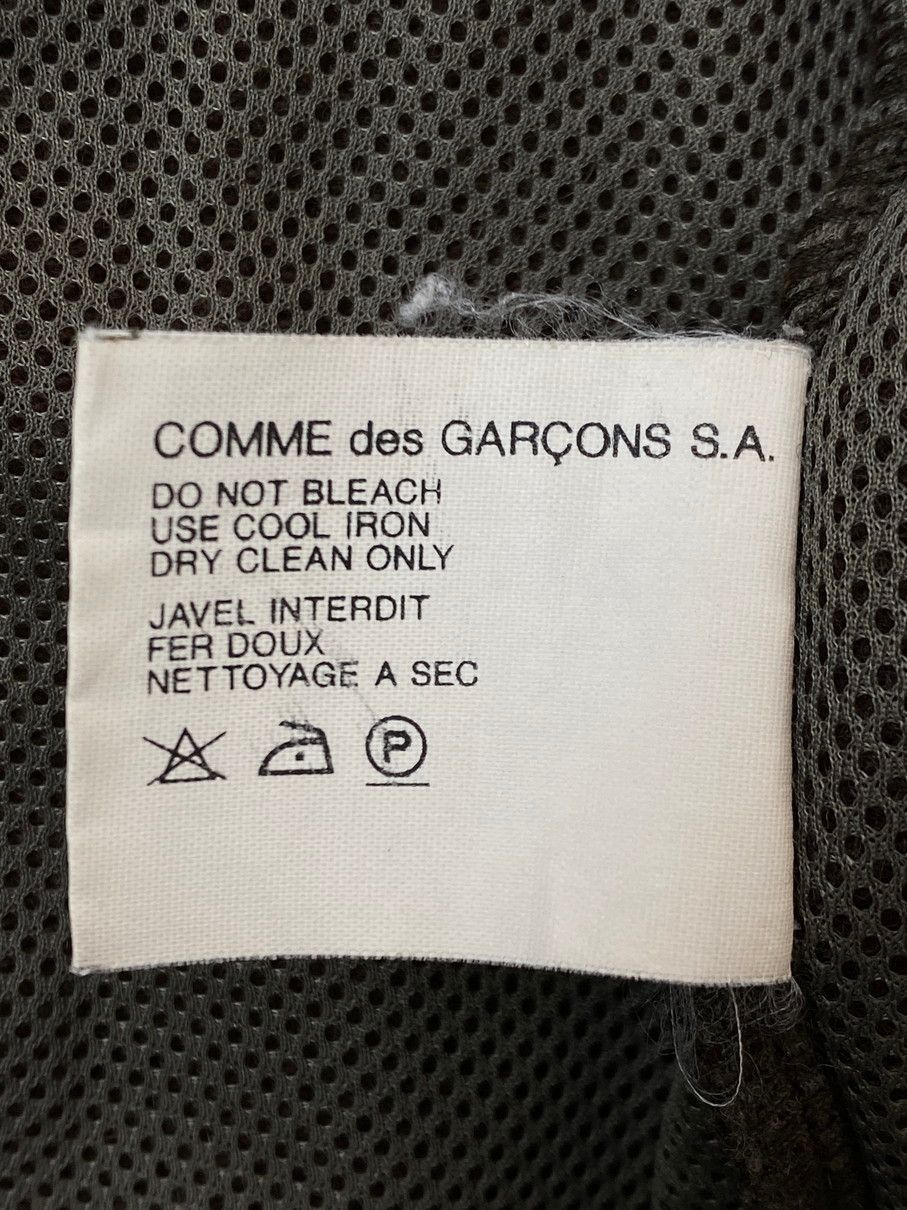 COMME des GARÇONS S.A.
DO NOT BLEACH
USE COOL IRON
DRY CLEAN ONLY
JAVEL INTERDIT
FER DOUX
NETTOYAGE A SEC
P